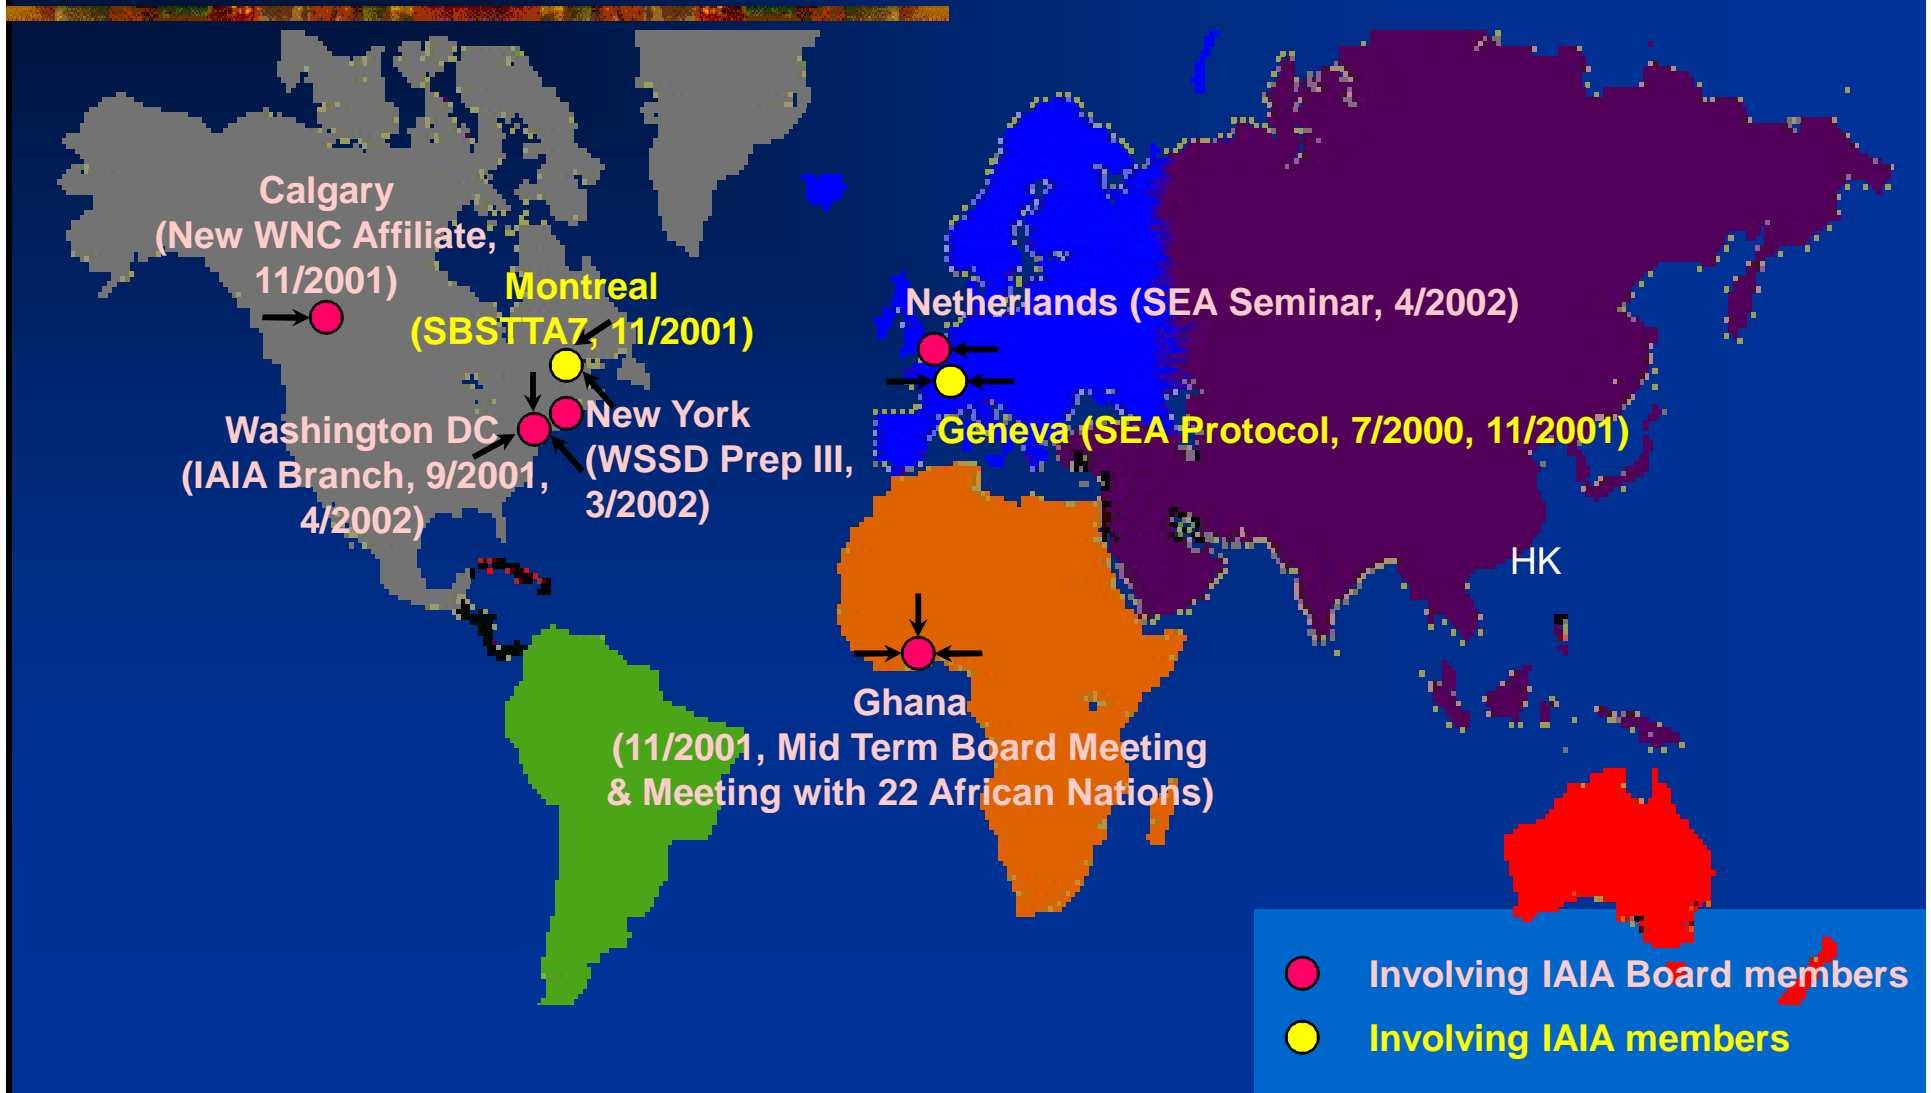 Calgary
(New WNC Affiliate,
11/2001)
Montreal
(SBSTTA7, 11/2001)
Netherlands (SEA Seminar, 4/2002)
New York
(WSSD Prep III,
3/2002)
Washington DC
(IAIA Branch, 9/2001,
4/2002)
Geneva (SEA Protocol, 7/2000, 11/2001)
HK
Ghana
(11/2001, Mid Term Board Meeting
& Meeting with 22 African Nations)
Involving IAIA Board members
Involving IAIA members